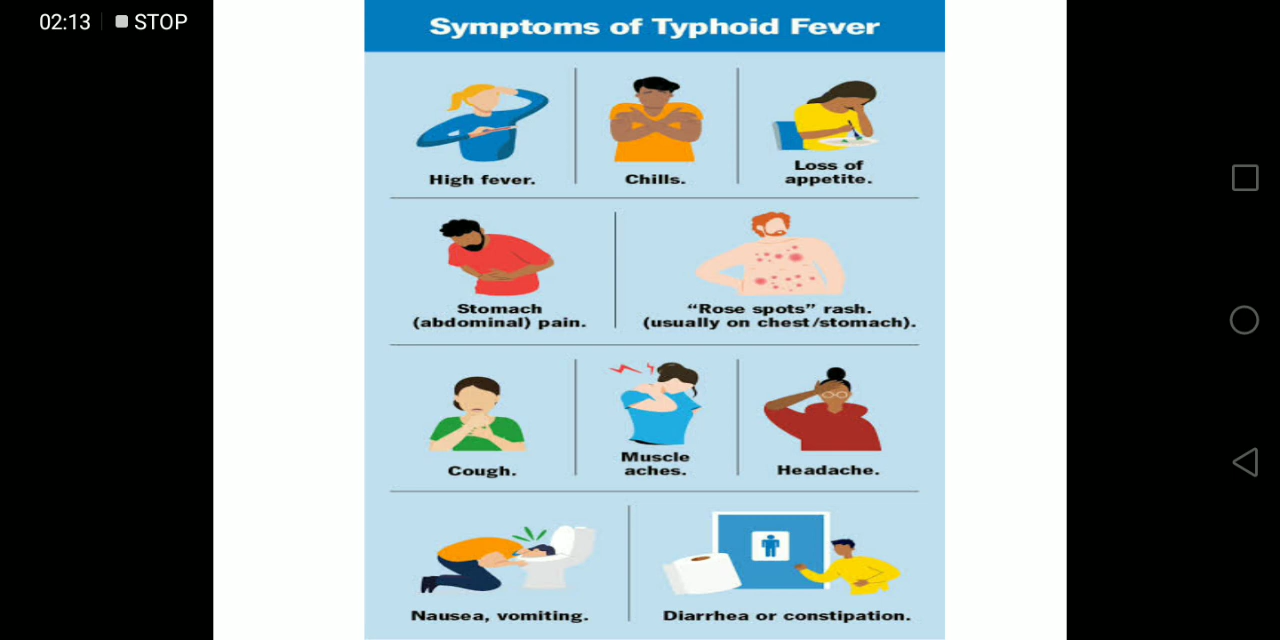 02:13 STOP
Symptoms of Typhoid Fever
High fever.
Chills.
Loss of
appetite.
Stomach
(abdominal) pain.
“Rose spots” rash.
(usually on chest/stomach).
Cough.
Muscle
aches.
Headache.
Nausea, vomiting.
Diarrhea or constipation.